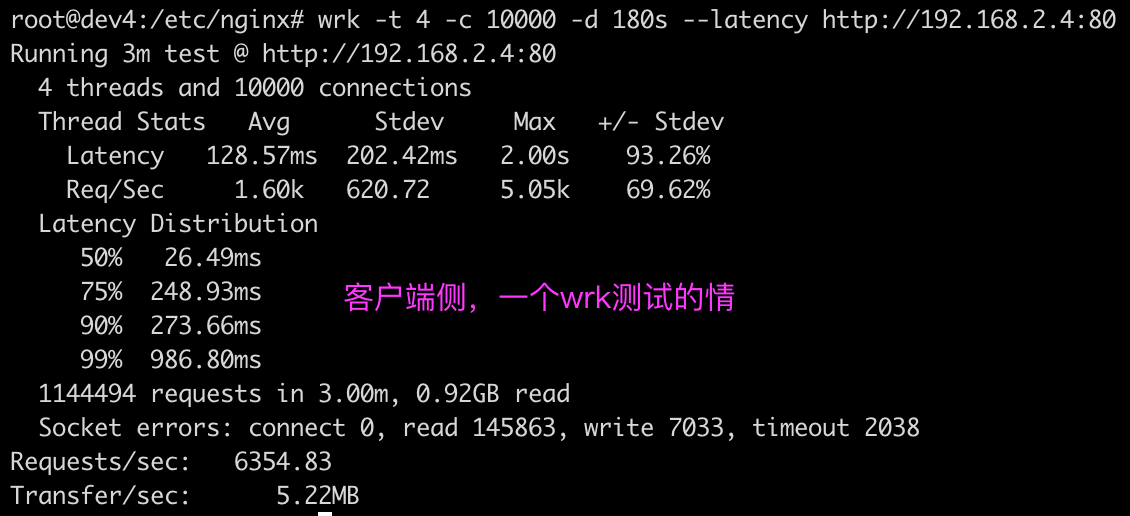 root@dev4:/etc/nginx# wrk -t 4 -c 10000 -d 180s --latency http://192.168.2.4:80
Running 3m test @ http://192.168.2.4:80
  4 threads and 10000 connections
  Thread Stats   Avg      Stdev     Max   +/- Stdev
    Latency   128.57ms  202.42ms   2.00s    93.26%
    Req/Sec     1.60k   620.72     5.05k    69.62%
  Latency Distribution
     50%   26.49ms
     75%  248.93ms
客户端侧，一个wrk测试的情
     90%  273.66ms
     99%  986.80ms
  1144494 requests in 3.00m, 0.92GB read
  Socket errors: connect 0, read 145863, write 7033, timeout 2038
Requests/sec:   6354.83
Transfer/sec:      5.22MB